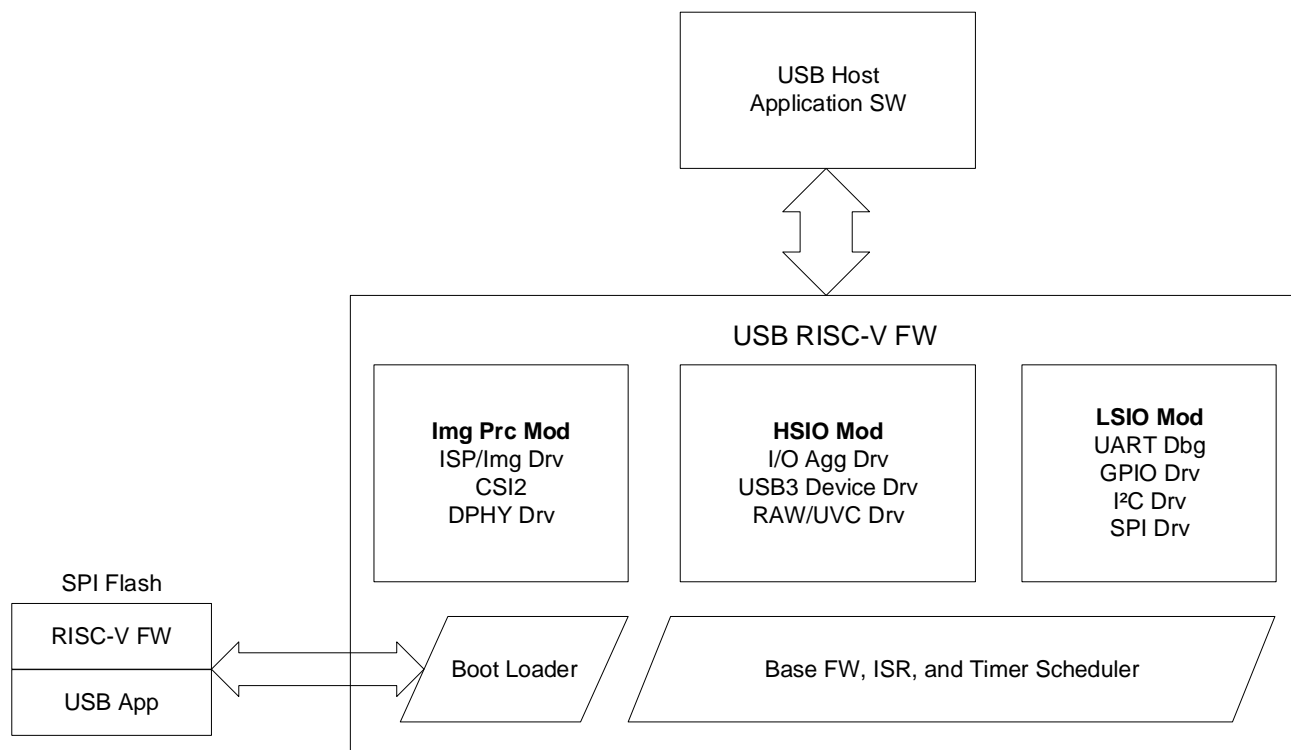 USB Host
Application SW
USB RISC-V FW
Img Prc Mod
ISP/Img Drv
CSI2
DPHY Drv
HSIO Mod
I/O Agg Drv
USB3 Device Drv
RAW/UVC Drv
LSIO Mod
UART Dbg
GPIO Drv
I²C Drv
SPI Drv
SPI Flash
RISC-V FW
USB App
Boot Loader
Base FW, ISR, and Timer Scheduler